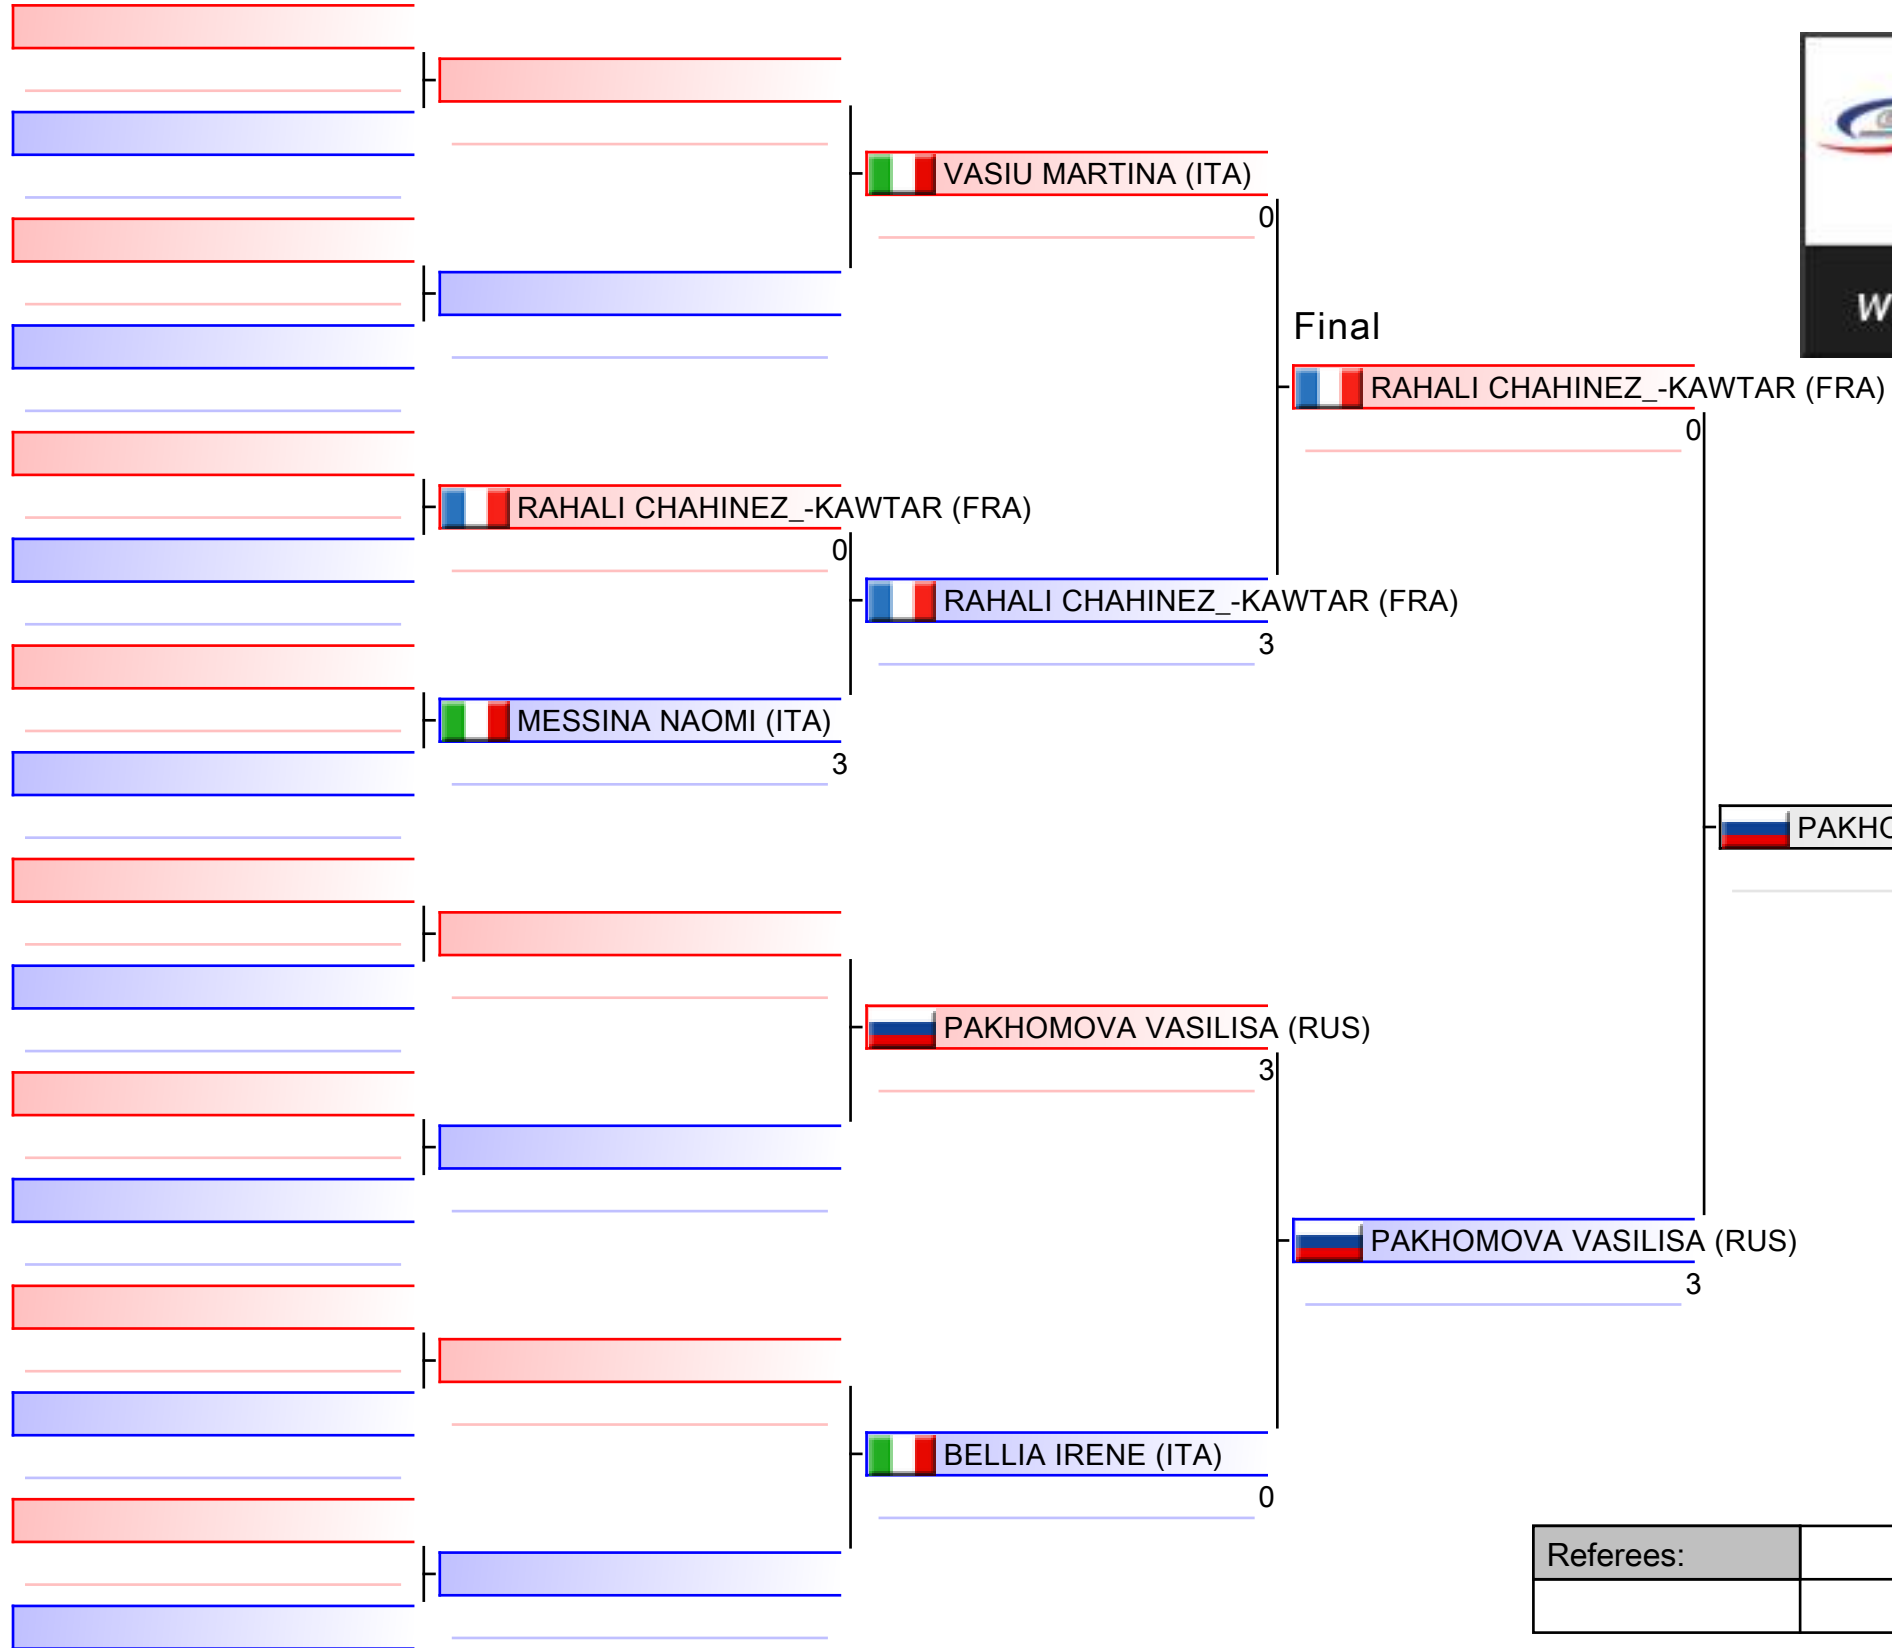 VASIU MARTINA (ITA)
0
Final
RAHALI CHAHINEZ_-KAWTAR (FRA)
0
RAHALI CHAHINEZ_-KAWTAR (FRA)
0
RAHALI CHAHINEZ_-KAWTAR (FRA)
3
MESSINA NAOMI (ITA)
3
PAKHO
PAKHOMOVA VASILISA (RUS)
3
PAKHOMOVA VASILISA (RUS)
3
BELLIA IRENE (ITA)
0
Referees: